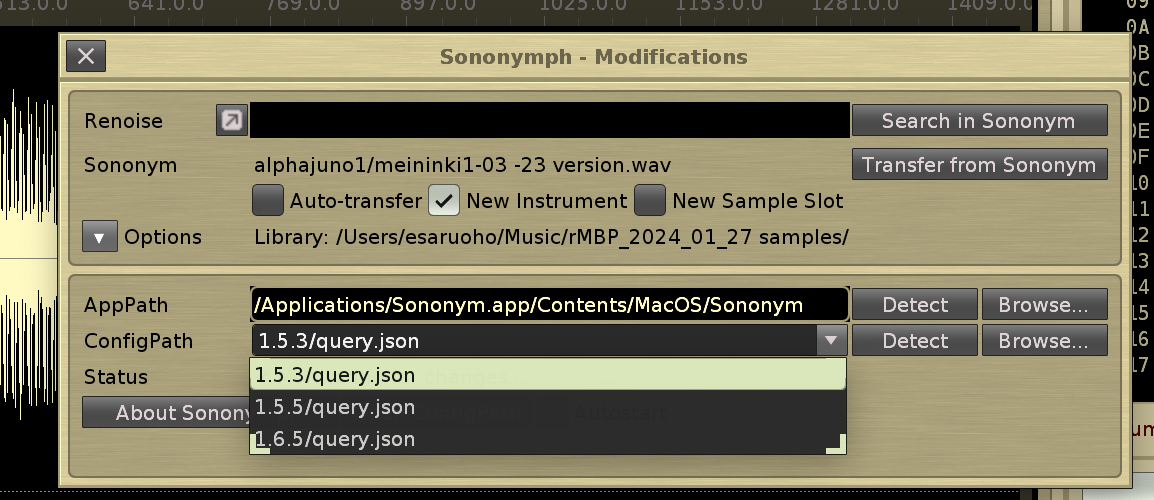 513.0.0 641.0.0 769.0.0 897.0.0 1025.0.0 1153.0.0 1281.0.0 1409.0.0
09
0A
0B
0C
0D
0E
0F
10
11
12
13
14
15
16
17
Sononymph - Modifications
Renoise
Search in Sononym
Sononym alphajuno1/meininki1-03 -23 version.wav Transfer from Sononym
Auto-transfer New Instrument New Sample Slot
Options Library: /Users/esaruoho/Music/rMBP_2024_01_27 samples/
AppPath /Applications/Sononym.app/Contents/MacOS/Sononym Detect Browse...
ConfigPath 1.5.3/query.json Detect Browse...
Status
1.5.3/query.json
About Sonony
1.5.5/query.json
1.6.5/query.json
um